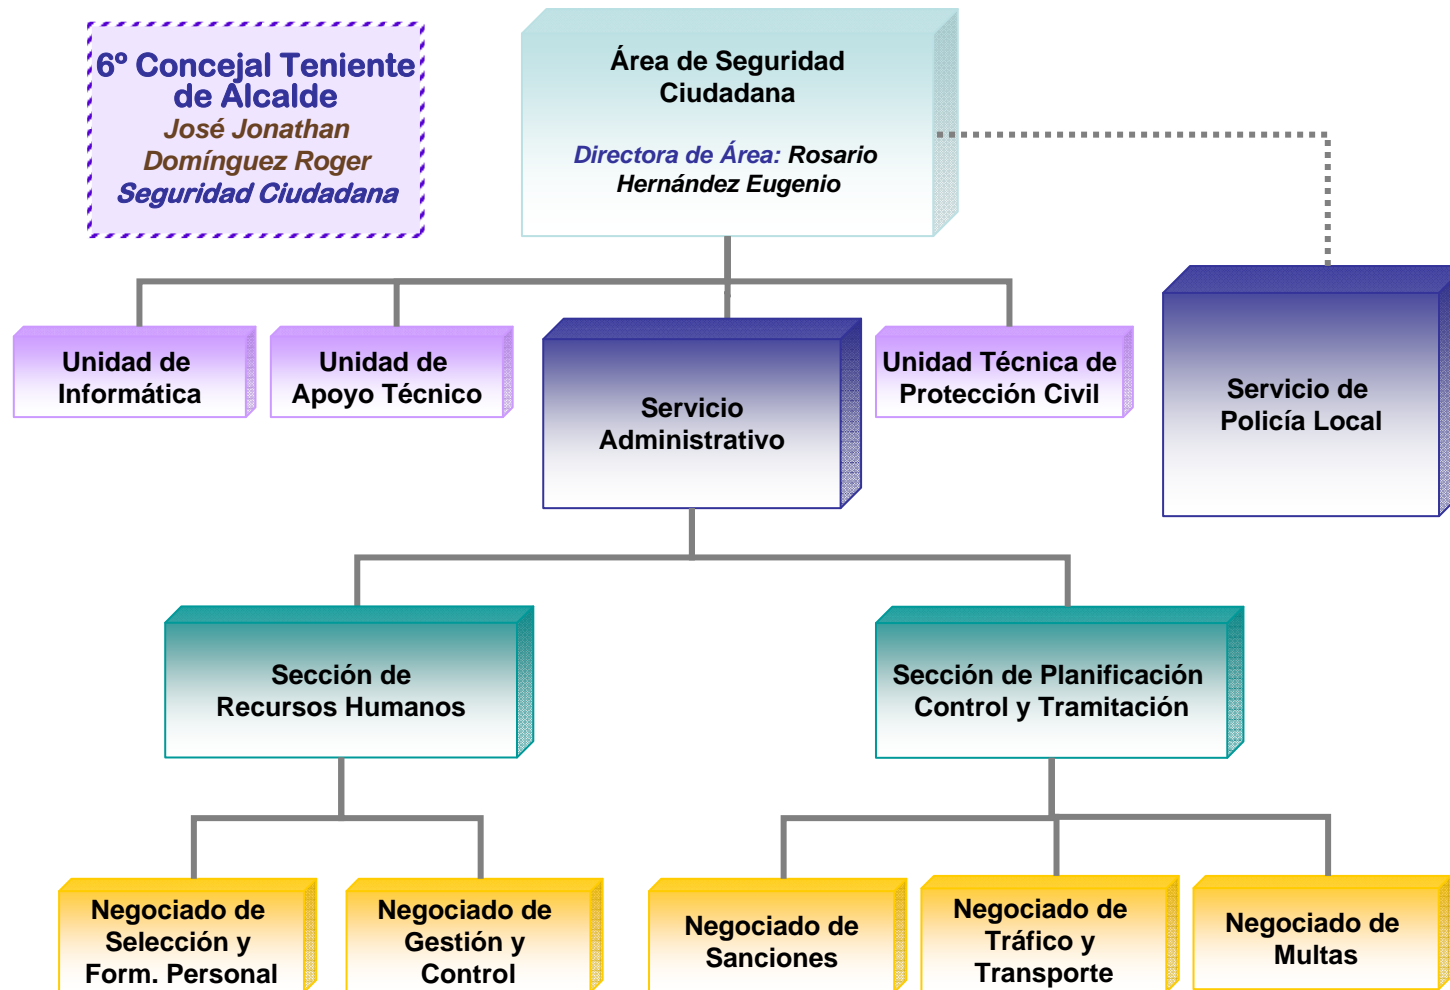 6º Concejal Teniente
de Alcalde
José Jonathan
Domínguez Roger
Seguridad Ciudadana
Área de Seguridad
Ciudadana
Directora de Área: Rosario
Hernández Eugenio
Unidad de
Informática
Unidad de
Apoyo Técnico
Servicio
Administrativo
Unidad Técnica de
Protección Civil
Servicio de
Policía Local
Sección de
Recursos Humanos
Sección de Planificación
Control y Tramitación
Negociado de
Selección y
Form. Personal
Negociado de
Gestión y
Control
Negociado de
Sanciones
Negociado de
Tráfico y
Transporte
Negociado de
Multas